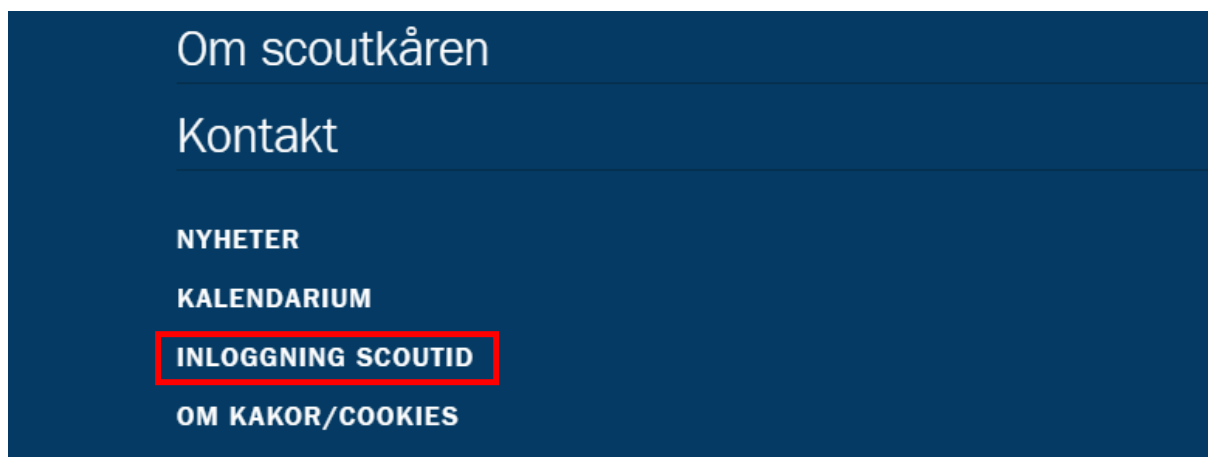 Om scoutkåren
Kontakt
NYHETER
KALENDARIUM
INLOGGNING SCOUTID
OM KAKOR/COOKIES